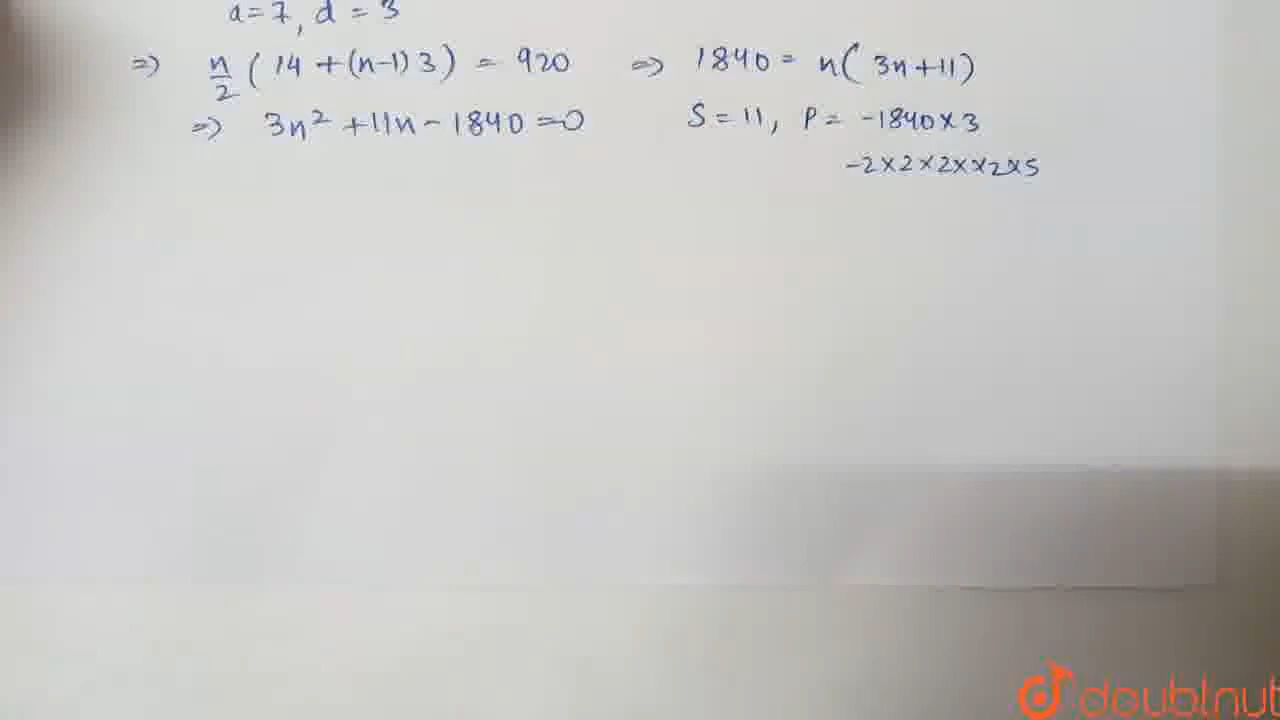 a=7, d = 3
⇒ n/2 ( 14 + (n-1) 3 ) = 920 ⇒ 1840 = n( 3n+11)
⇒ 3n² +11n - 1840 =0 S = 11, P = -1840×3
-2×2×2××2×5
doubtnut